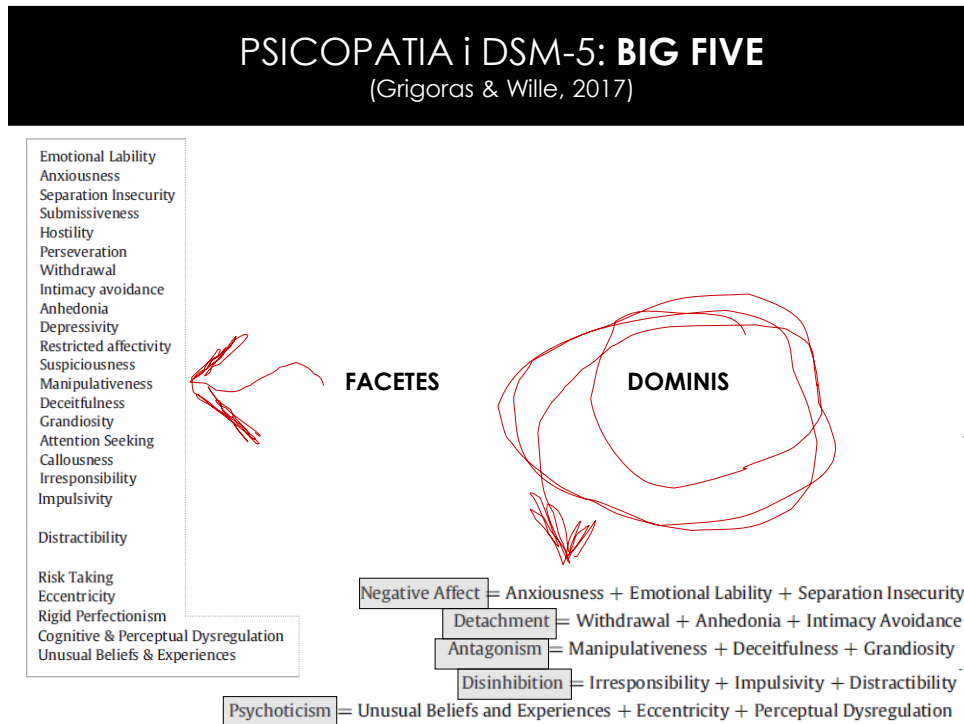 PSICOPATIA i DSM-5: BIG FIVE
(Grigoras & Wille, 2017)
Emotional Lability
Anxiousness
Separation Insecurity
Submissiveness
Hostility
Perseveration
Withdrawal
Intimacy avoidance
Anhedonia
Depressivity
Restricted affectivity
Suspiciousness
Manipulativeness
Deceitfulness
Grandiosity
Attention Seeking
Callousness
Irresponsibility
Impulsivity
Distractibility
Risk Taking
Eccentricity
Rigid Perfectionism
Cognitive & Perceptual Dysregulation
Unusual Beliefs & Experiences
FACETES
DOMINIS
Negative Affect = Anxiousness + Emotional Lability + Separation Insecurity
Detachment = Withdrawal + Anhedonia + Intimacy Avoidance
Antagonism = Manipulativeness + Deceitfulness + Grandiosity
Disinhibition = Irresponsibility + Impulsivity + Distractibility
Psychoticism = Unusual Beliefs and Experiences + Eccentricity + Perceptual Dysregulation